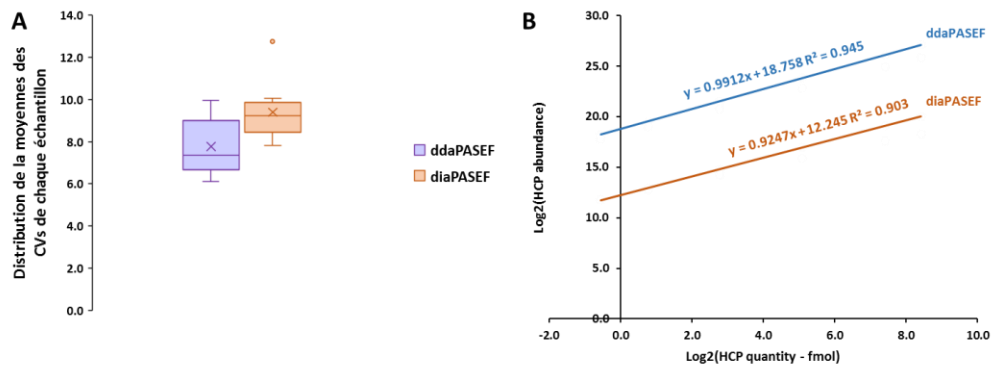 A
Distribution de la moyennes des
CVs de chaque échantillon
14.0
12.0
10.0
8.0
6.0
4.0
2.0
0.0
ddaPASEF
diaPASEF
B
Log2(HCP abundance)
30.0
25.0
20.0
15.0
10.0
5.0
0.0
y = 0.9912x + 18.758 R² = 0.945
ddaPASEF
y = 0.9247x + 12.245 R² = 0.903
diaPASEF
-2.0 0.0 2.0 4.0 6.0 8.0 10.0
Log2(HCP quantity - fmol)